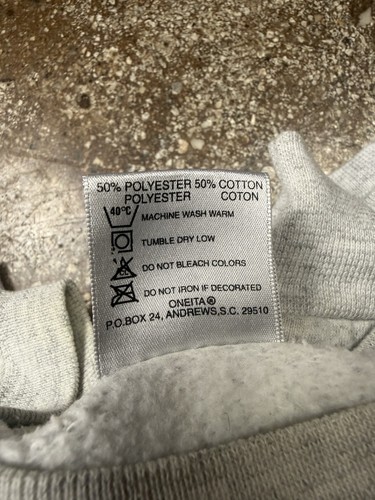 50% POLYESTER 50% COTTON
POLYESTER COTON
40°C MACHINE WASH WARM
TUMBLE DRY LOW
DO NOT BLEACH COLORS
DO NOT IRON IF DECORATED
ONEITA®
P.O.BOX 24, ANDREWS,S.C. 29510